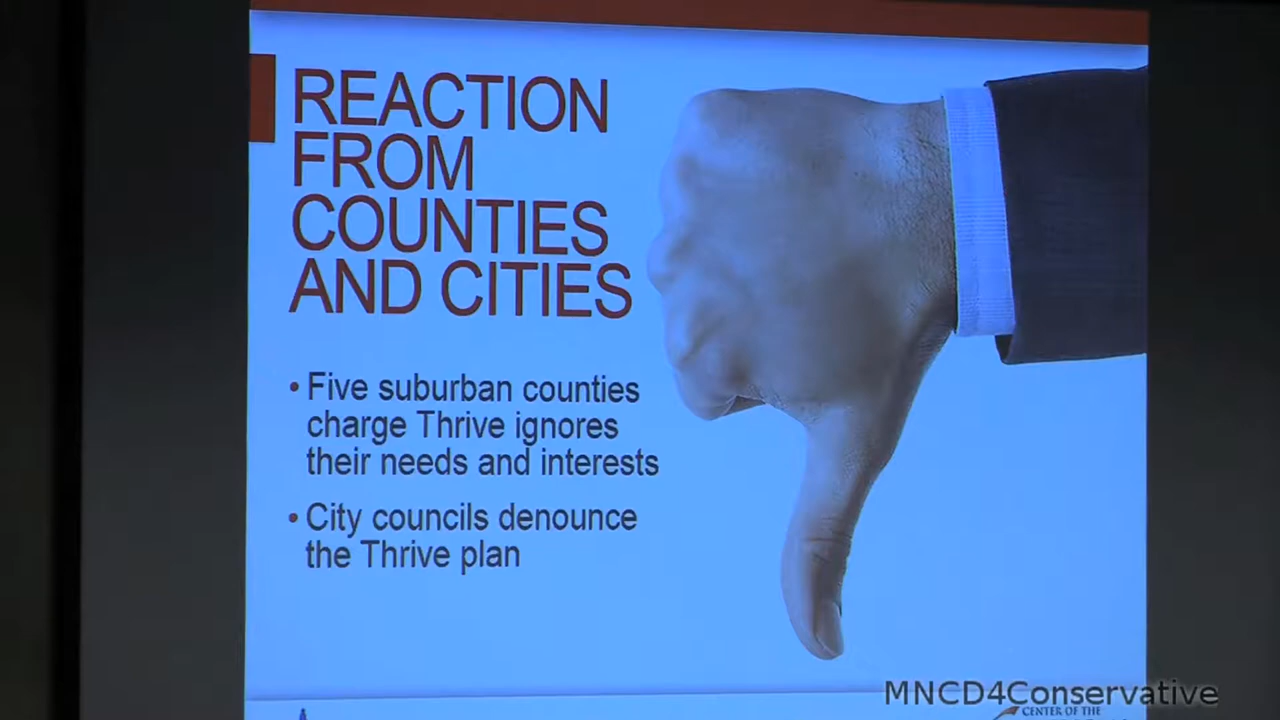 REACTION
FROM
COUNTIES
AND CITIES
• Five suburban counties
charge Thrive ignores
their needs and interests
• City councils denounce
the Thrive plan
MNCD4Conservative
CENTER OF THE